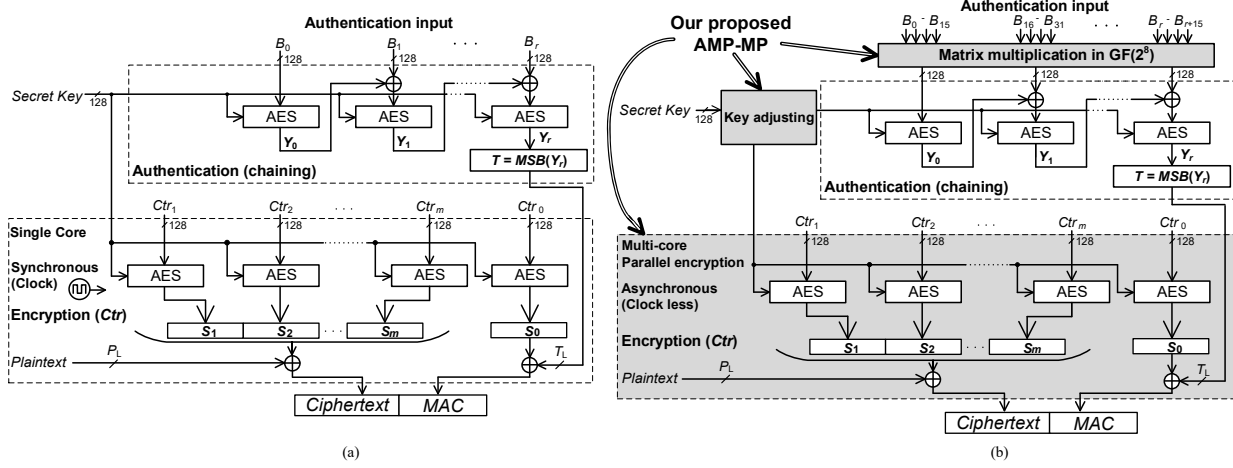 Authentication input
B0 B1 · · · Br
128 128 128
Secret Key 128
AES AES AES
Y0 Y1 Yr
T = MSB(Yr)
Authentication (chaining)
Ctr1 Ctr2 · · · Ctrm Ctr0
128 128 128 128
Single Core
Synchronous
(Clock)
AES AES AES AES
Encryption (Ctr)
S1 S2 · · · Sm S0
Plaintext PL TL
Ciphertext MAC
(a)
Our proposed
AMP-MP
Authentication input
B0 - B15 B16 - B31 · · · Br - Br+15
Matrix multiplication in GF(2⁸)
128 128 128
Secret Key 128
Key adjusting
AES AES AES
Y0 Y1 Yr
T = MSB(Yr)
Authentication (chaining)
Ctr1 Ctr2 · · · Ctrm Ctr0
128 128 128 128
Multi-core
Parallel encryption
Asynchronous
(Clock less)
AES AES AES AES
Encryption (Ctr)
S1 S2 · · · Sm S0
Plaintext PL TL
Ciphertext MAC
(b)